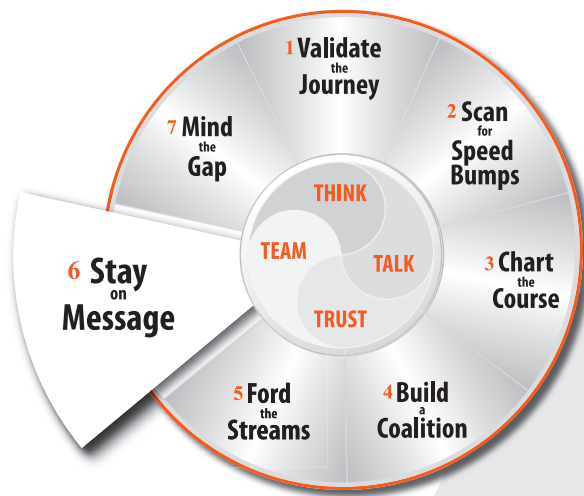 1 Validate
the
Journey
2 Scan
for
Speed
Bumps
3 Chart
the
Course
4 Build
a
Coalition
5 Ford
the
Streams
6 Stay
on
Message
7 Mind
the
Gap
THINK
TALK
TRUST
TEAM